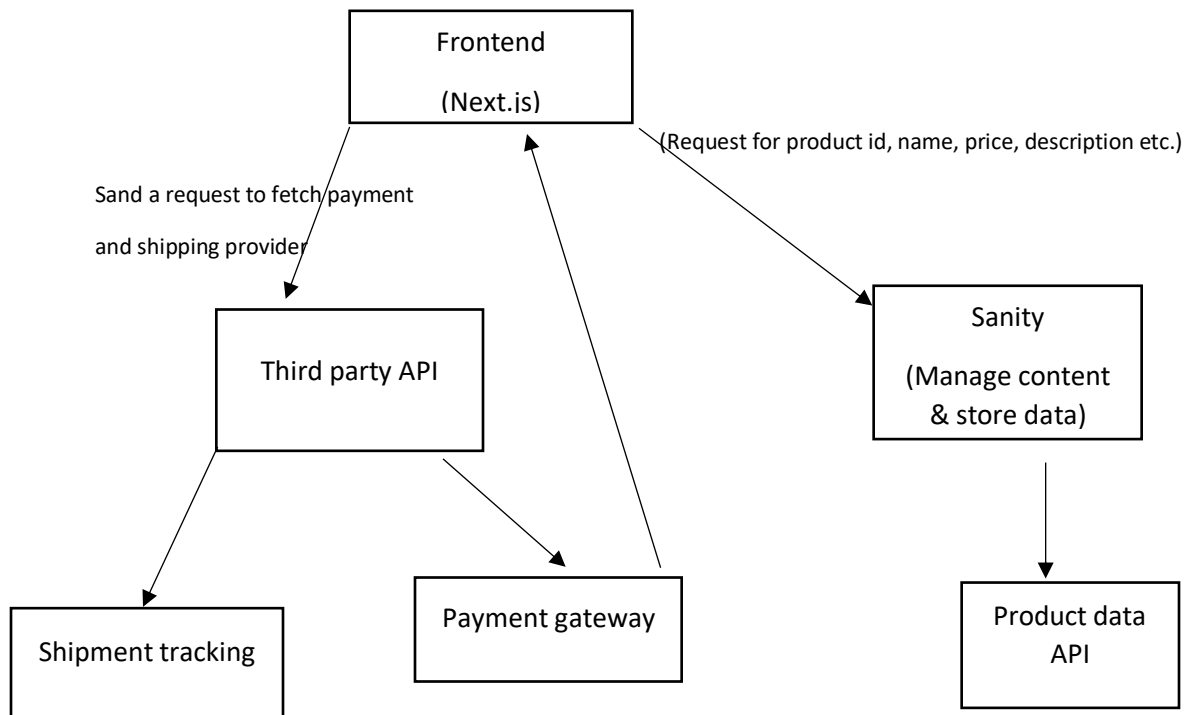 Frontend
(Next.js)
(Request for product id, name, price, description etc.)
Sand a request to fetch payment
and shipping provider
Third party API
Sanity
(Manage content
& store data)
Shipment tracking
Payment gateway
Product data
API